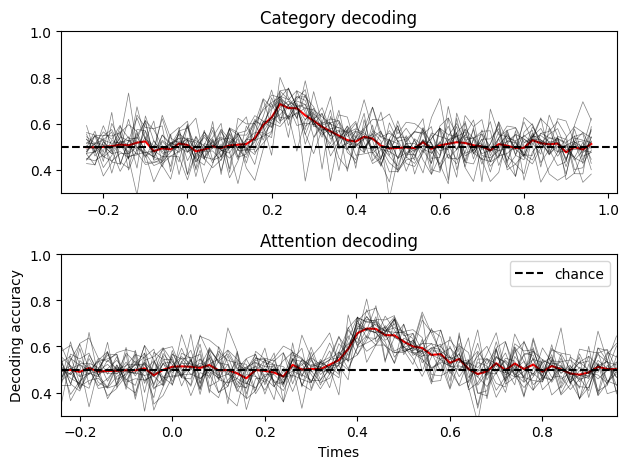 Category decoding
1.0
0.8
0.6
0.4
−0.2 0.0 0.2 0.4 0.6 0.8 1.0
Attention decoding
1.0
0.8
0.6
0.4
Decoding accuracy
chance
−0.2 0.0 0.2 0.4 0.6 0.8
Times